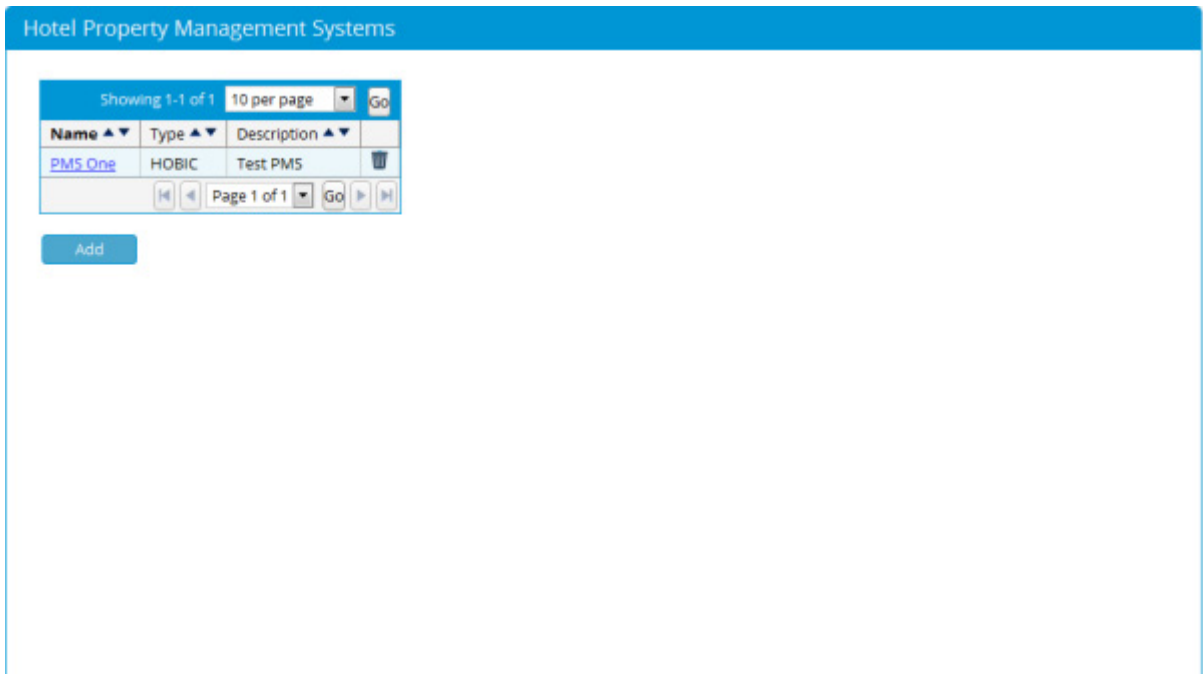 Hotel Property Management Systems
Showing 1-1 of 1 10 per page Go
Name Type Description
PMS One HOBIC Test PMS
Page 1 of 1 Go
Add